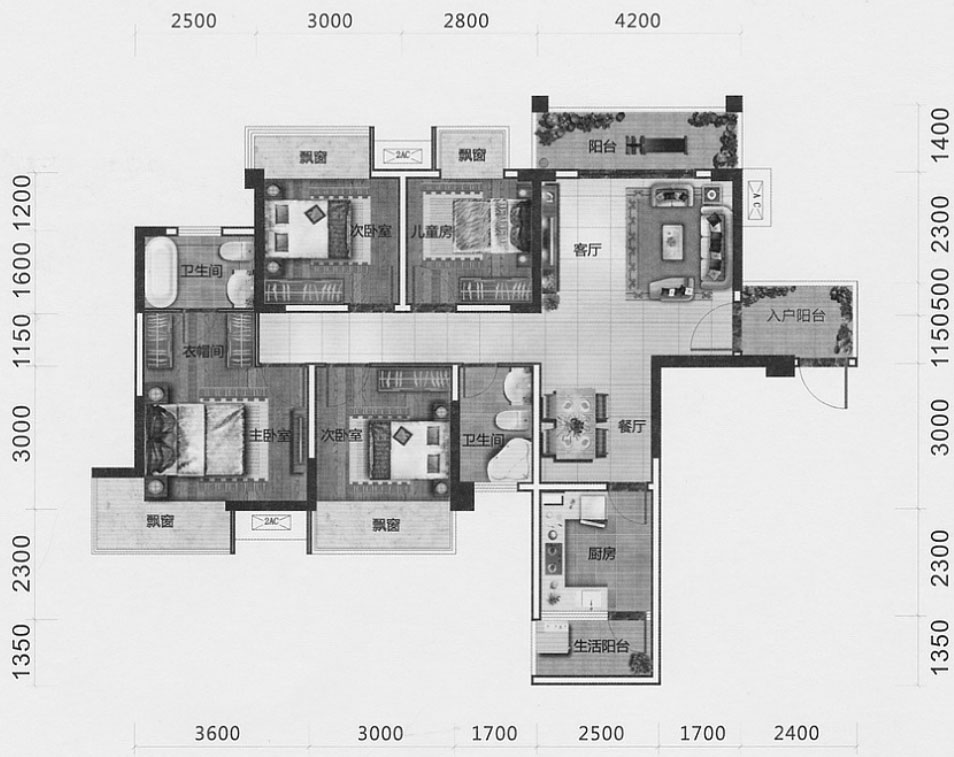 2500 3000 2800 4200
1400
阳台
飘窗 2AC 飘窗
1200 AC
次卧室 儿童房 客厅 2300
1600 卫生间
500
入户阳台
1150 衣帽间 1150
3000 主卧室 次卧室 卫生间 餐厅 3000
飘窗 2AC 飘窗
2300 厨房 2300
1350 生活阳台 1350
3600 3000 1700 2500 1700 2400